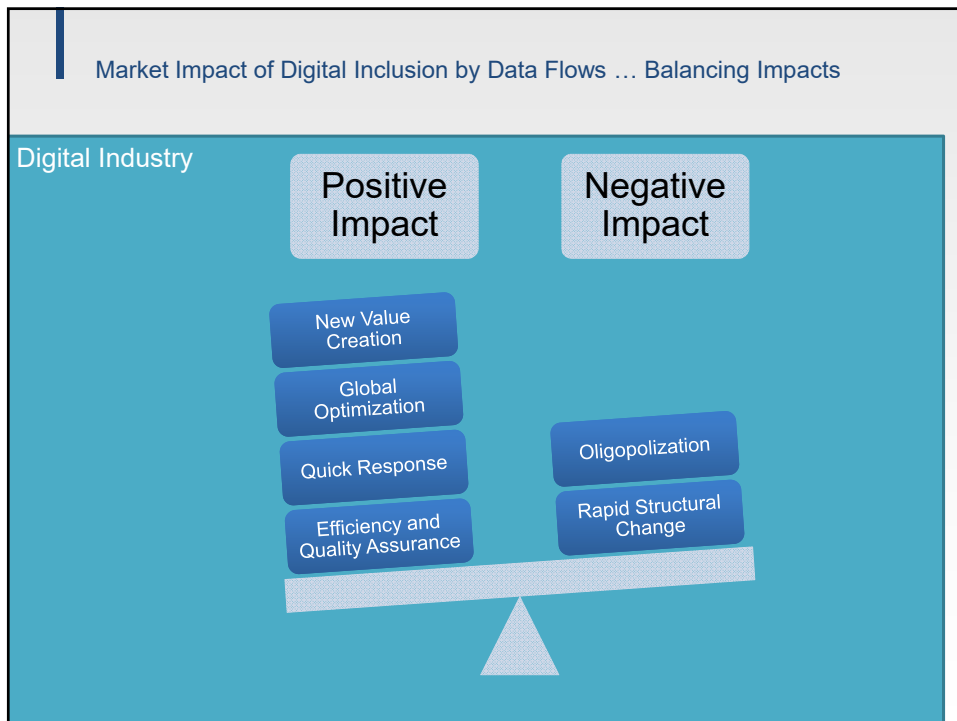 Market Impact of Digital Inclusion by Data Flows … Balancing Impacts
Digital Industry
Positive
Impact
Negative
Impact
New Value
Creation
Global
Optimization
Quick Response
Efficiency and
Quality Assurance
Oligopolization
Rapid Structural
Change